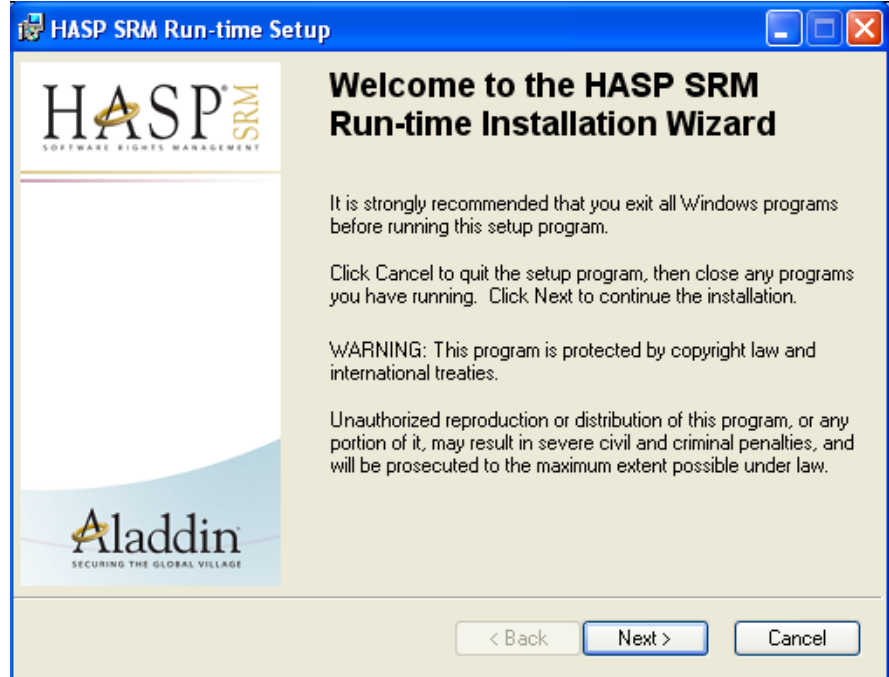 HASP SRM Run-time Setup
HASP SRM
SOFTWARE RIGHTS MANAGEMENT
Welcome to the HASP SRM
Run-time Installation Wizard
It is strongly recommended that you exit all Windows programs
before running this setup program.
Click Cancel to quit the setup program, then close any programs
you have running.  Click Next to continue the installation.
WARNING: This program is protected by copyright law and
international treaties.
Unauthorized reproduction or distribution of this program, or any
portion of it, may result in severe civil and criminal penalties, and
will be prosecuted to the maximum extent possible under law.
Aladdin
SECURING THE GLOBAL VILLAGE
< Back
Next >
Cancel